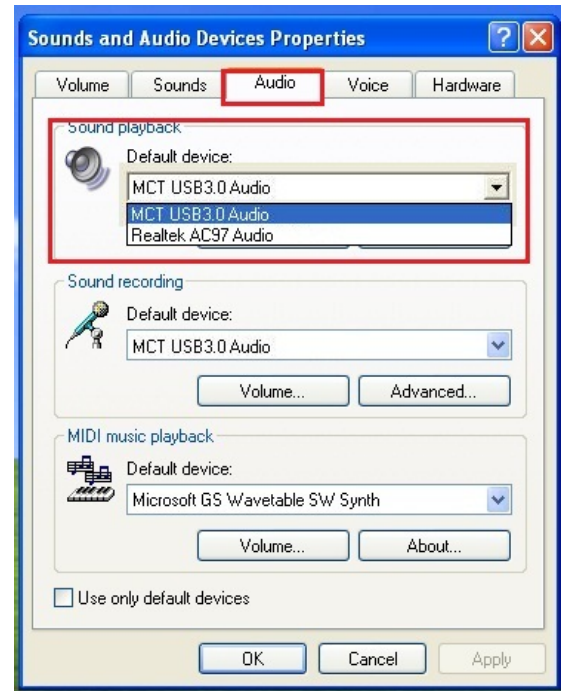 Sounds and Audio Devices Properties
Volume Sounds Audio Voice Hardware
Sound playback
Default device:
MCT USB3.0 Audio
MCT USB3.0 Audio
Realtek AC97 Audio
Sound recording
Default device:
MCT USB3.0 Audio
Volume... Advanced...
MIDI music playback
Default device:
Microsoft GS Wavetable SW Synth
Volume... About...
Use only default devices
OK Cancel Apply